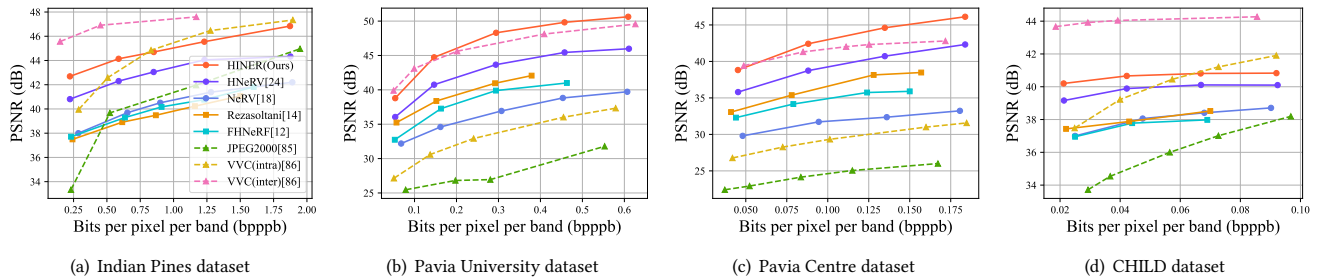 48
46
44
42
40
38
36
34
PSNR (dB)
0.25 0.50 0.75 1.00 1.25 1.50 1.75 2.00
Bits per pixel per band (bpppb)
HINER(Ours)
HNeRV[24]
NeRV[18]
Rezasoltani[14]
FHNeRF[12]
JPEG2000[85]
VVC(intra)[86]
VVC(inter)[86]
(a) Indian Pines dataset
50
45
40
35
30
25
PSNR (dB)
0.1 0.2 0.3 0.4 0.5 0.6
Bits per pixel per band (bpppb)
(b) Pavia University dataset
45
40
35
30
25
PSNR (dB)
0.050 0.075 0.100 0.125 0.150 0.175
Bits per pixel per band (bpppb)
(c) Pavia Centre dataset
44
42
40
38
36
34
PSNR (dB)
0.02 0.04 0.06 0.08 0.10
Bits per pixel per band (bpppb)
(d) CHILD dataset